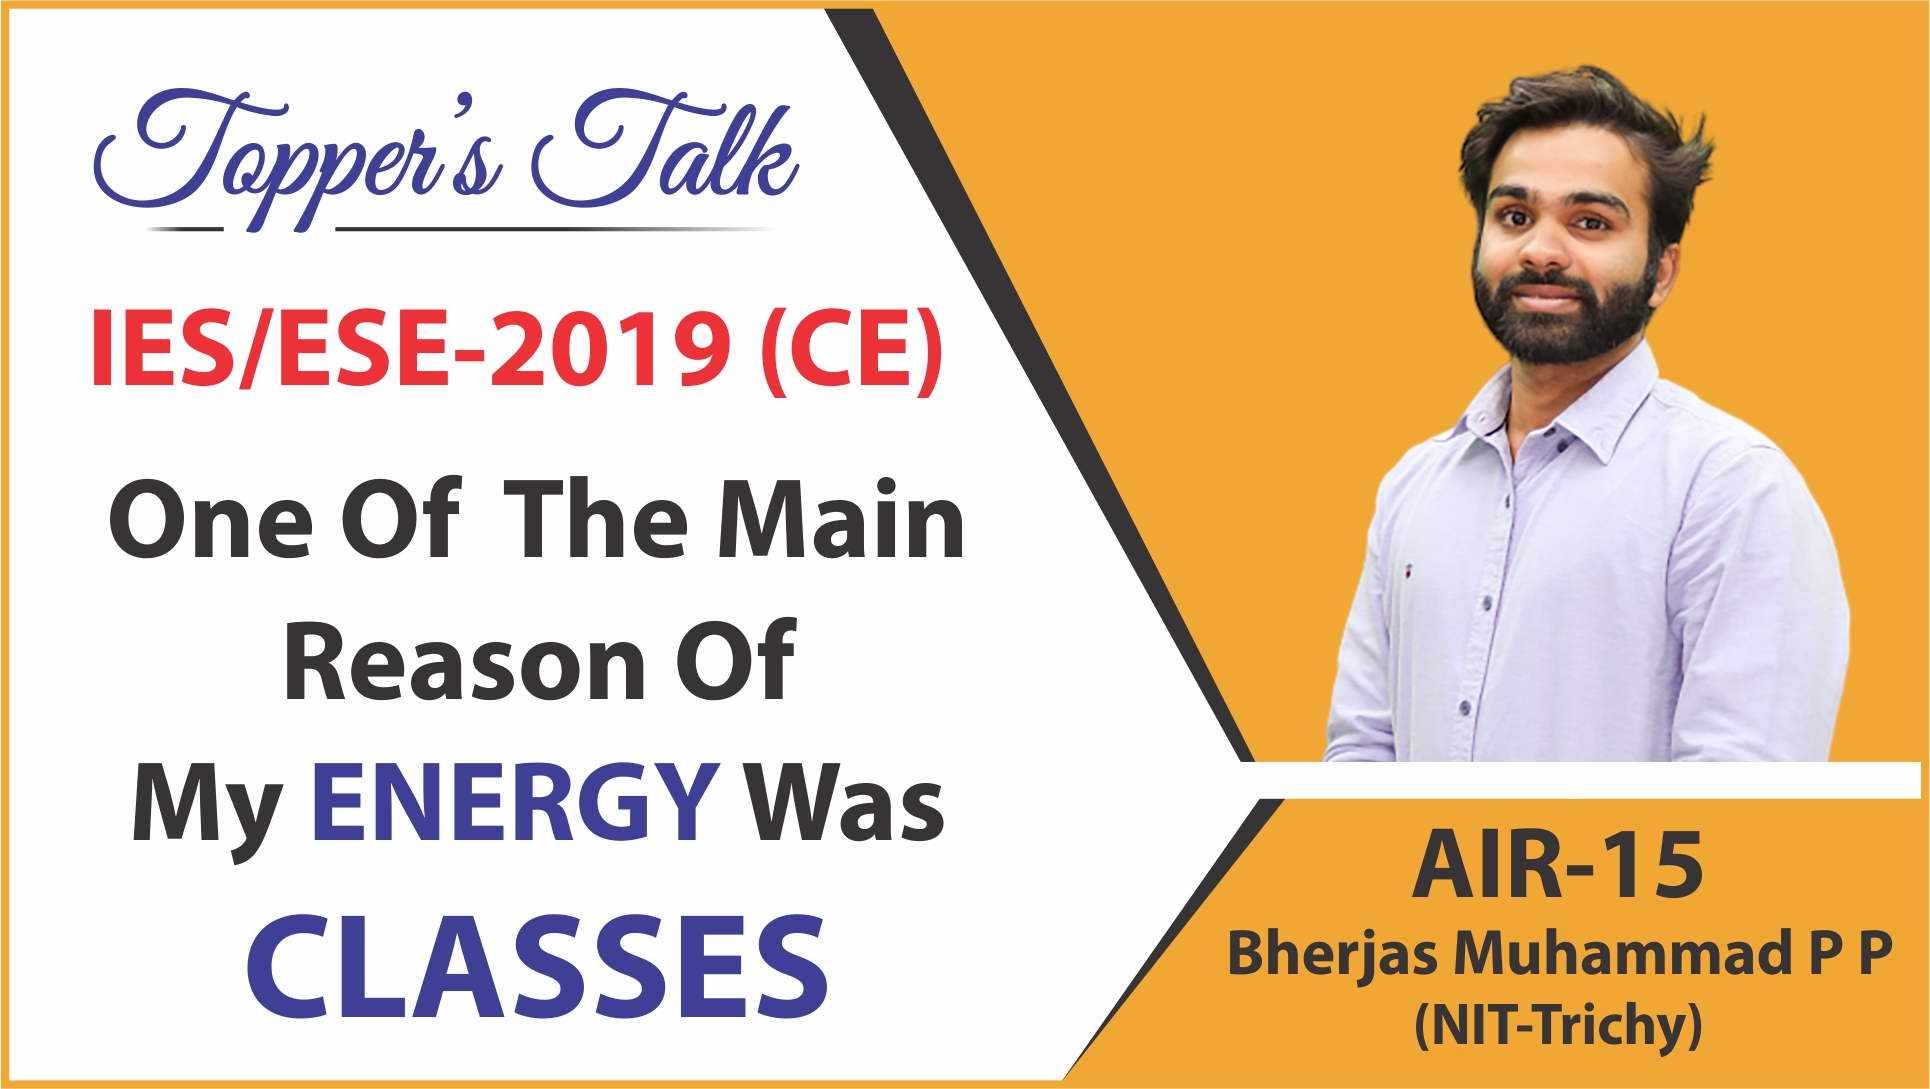 Topper's Talk
IES/ESE-2019 (CE)
One Of The Main
Reason Of
My ENERGY Was
CLASSES
AIR-15
Bherjas Muhammad P P
(NIT-Trichy)